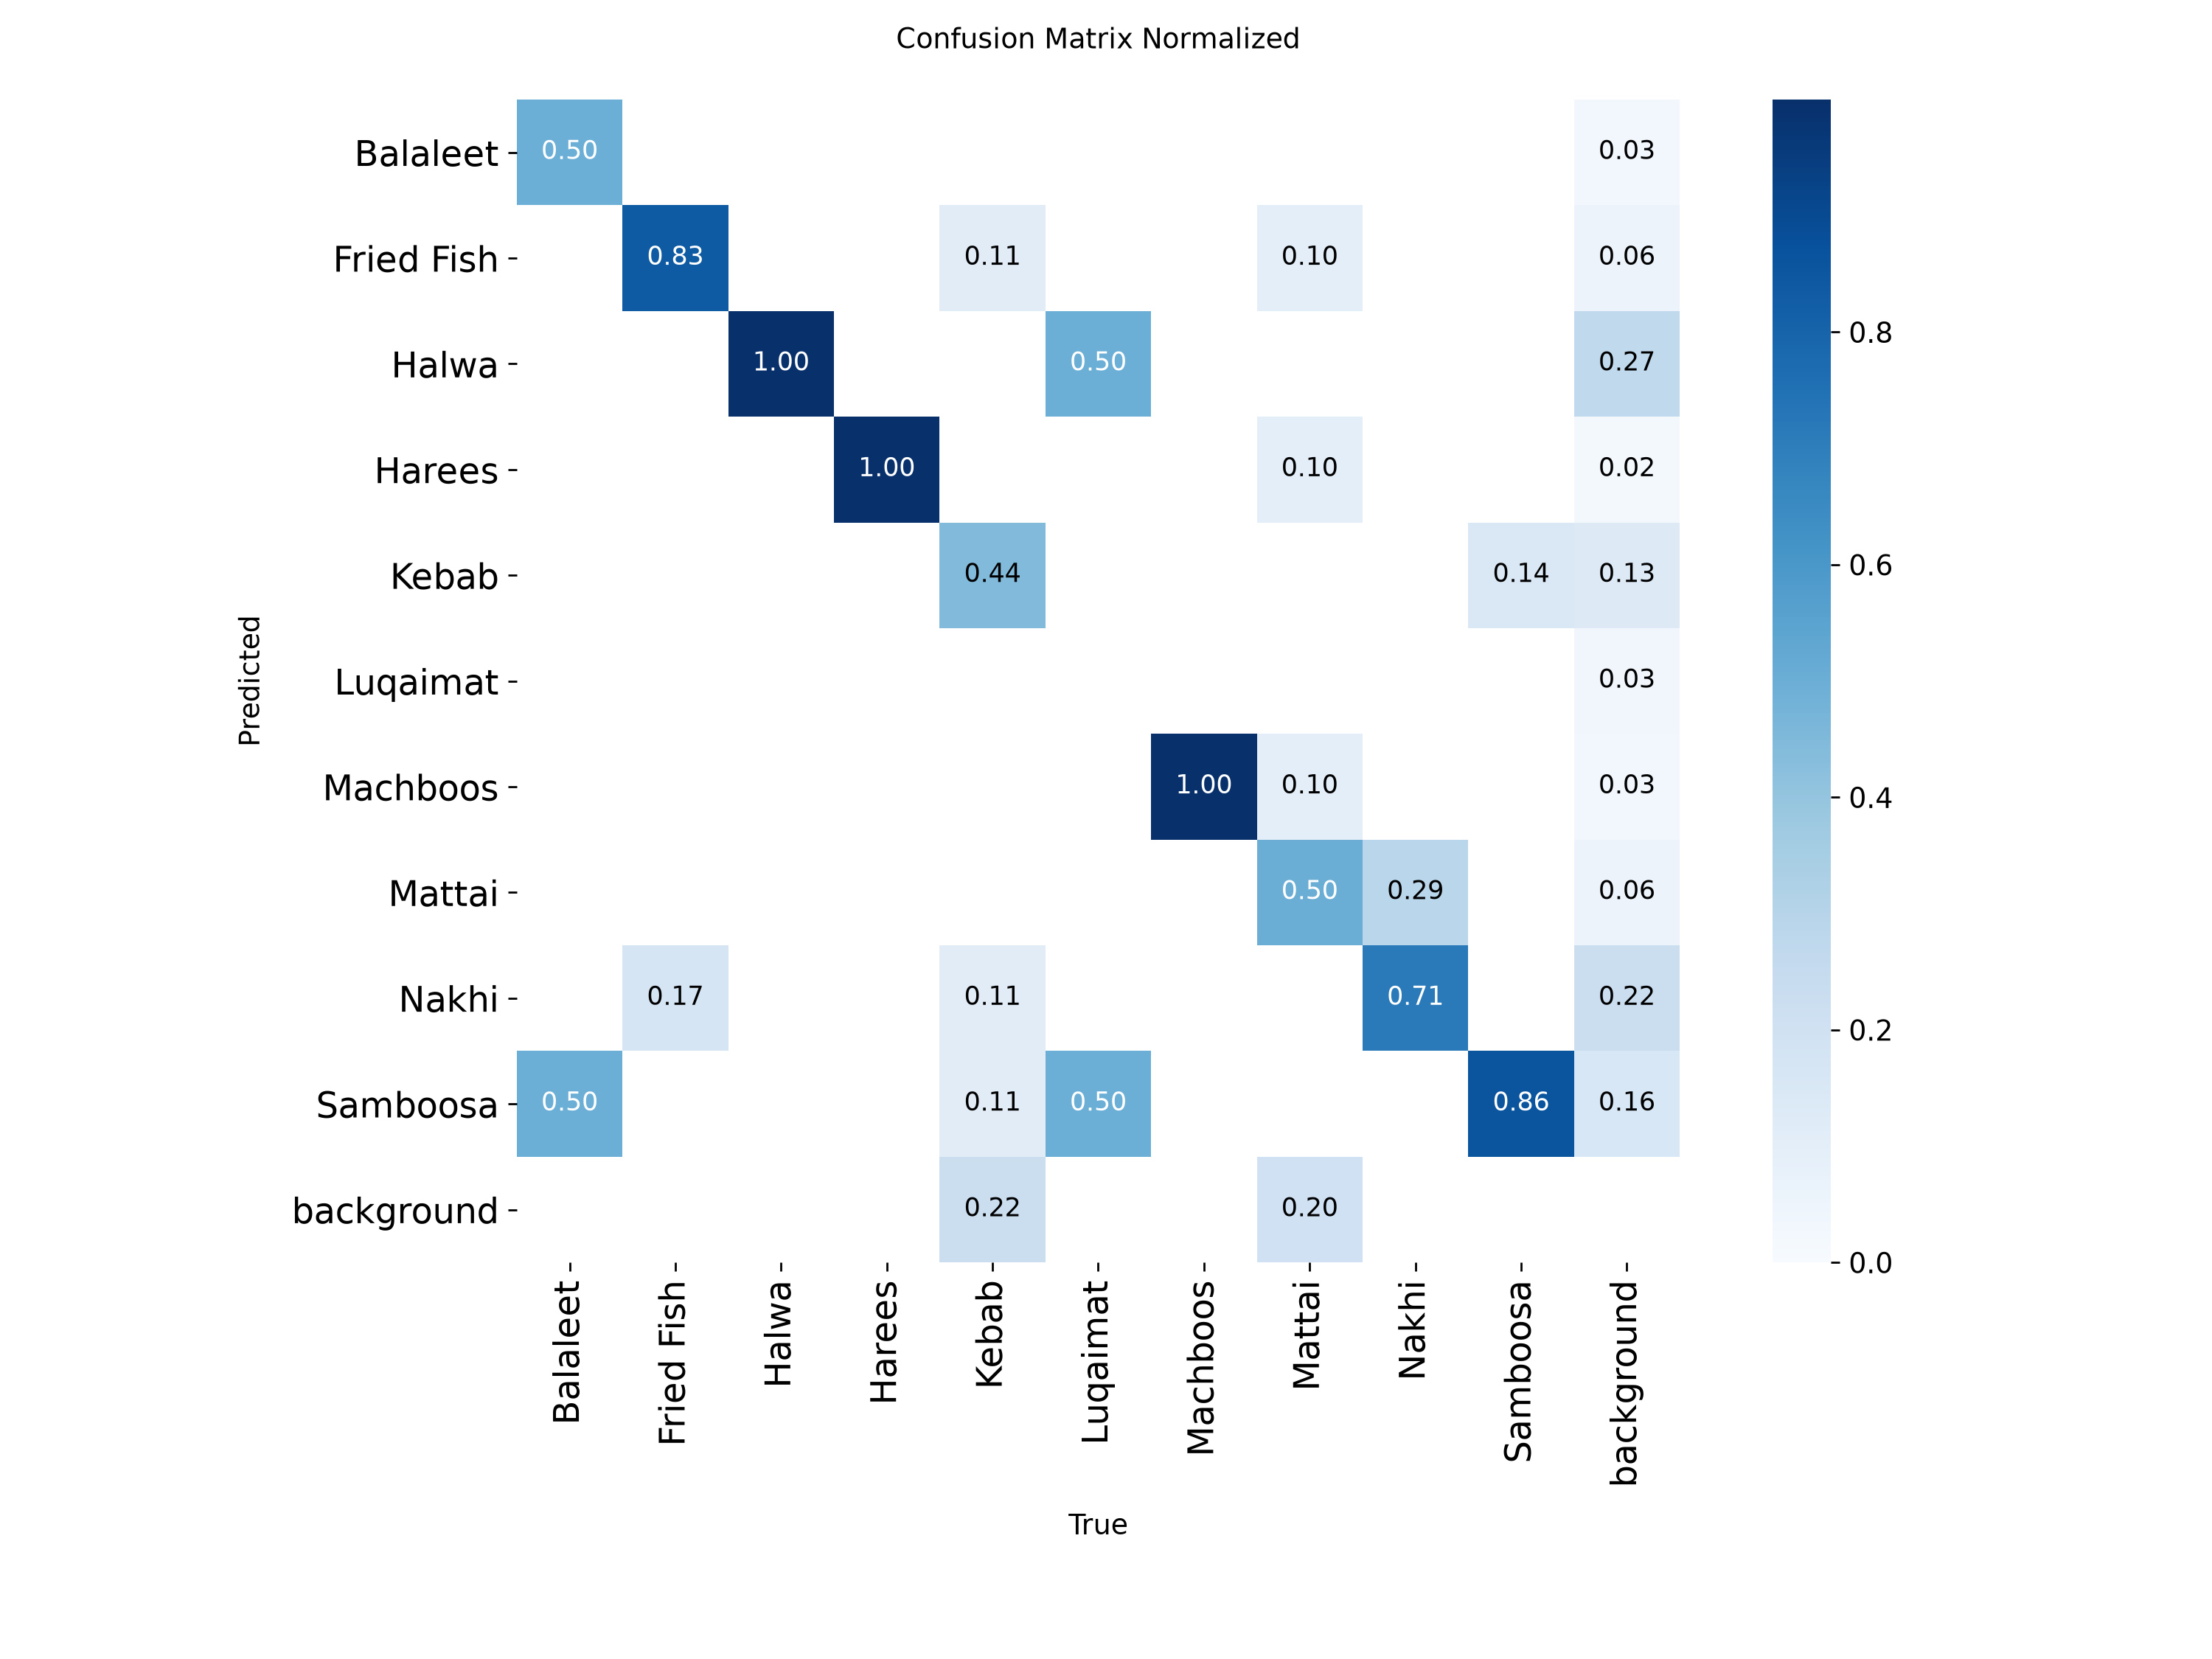 Confusion Matrix Normalized
Balaleet 0.50 0.03
Fried Fish 0.83 0.11 0.10 0.06
Halwa 1.00 0.50 0.27
0.8
Harees 1.00 0.10 0.02
Kebab 0.44 0.14 0.13
0.6
Predicted
Luqaimat 0.03
Machboos 1.00 0.10 0.03
0.4
Mattai 0.50 0.29 0.06
Nakhi 0.17 0.11 0.71 0.22
0.2
Samboosa 0.50 0.11 0.50 0.86 0.16
background 0.22 0.20
0.0
Balaleet
Fried Fish
Halwa
Harees
Kebab
Luqaimat
Machboos
Mattai
Nakhi
Samboosa
background
True